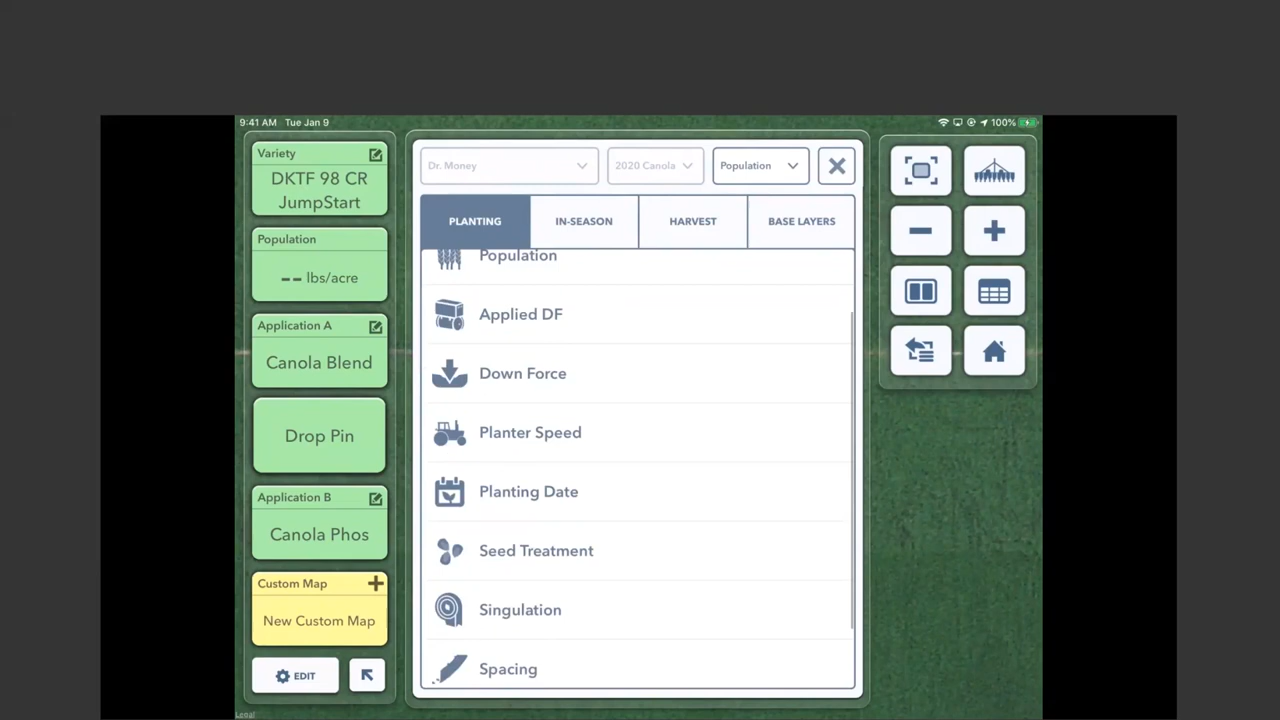 9:41 AM Tue Jan 9
100%
Variety
DKTF 98 CR
JumpStart
Population
-- lbs/acre
Application A
Canola Blend
Drop Pin
Application B
Canola Phos
Custom Map
New Custom Map
EDIT
Legal
Dr. Money
2020 Canola
Population
PLANTING
IN-SEASON
HARVEST
BASE LAYERS
Population
Applied DF
Down Force
Planter Speed
Planting Date
Seed Treatment
Singulation
Spacing